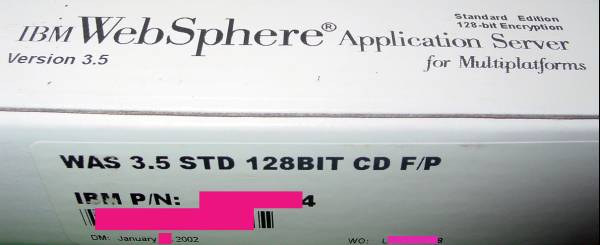 IBM WebSphere® Application Server
Standard Edition
128-bit Encryption
Version 3.5
for Multiplatforms
WAS 3.5 STD 128BIT CD F/P
IBM P/N: 4
DM: January , 2002
WO: L 8